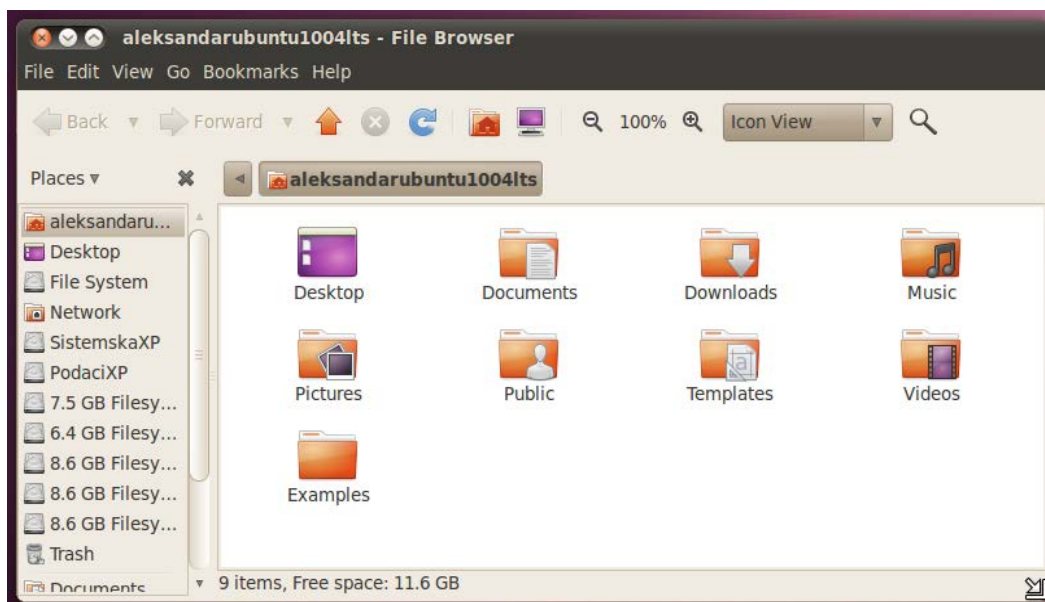 aleksandarubuntu1004lts - File Browser
File Edit View Go Bookmarks Help
Back Forward 100% Icon View
Places aleksandarubuntu1004lts
aleksandaru...
Desktop
File System
Network
SistemskaXP
PodaciXP
7.5 GB Filesy...
6.4 GB Filesy...
8.6 GB Filesy...
8.6 GB Filesy...
8.6 GB Filesy...
Trash
Documents
Desktop Documents Downloads Music
Pictures Public Templates Videos
Examples
9 items, Free space: 11.6 GB